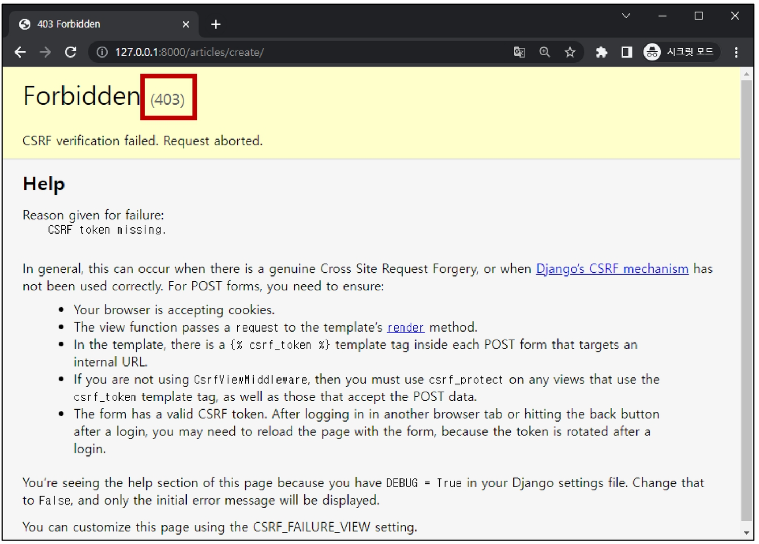 403 Forbidden
127.0.0.1:8000/articles/create/
시크릿 모드
Forbidden (403)
CSRF verification failed. Request aborted.
Help
Reason given for failure:
CSRF token missing.
In general, this can occur when there is a genuine Cross Site Request Forgery, or when Django's CSRF mechanism has
not been used correctly. For POST forms, you need to ensure:
• Your browser is accepting cookies.
• The view function passes a request to the template's render method.
• In the template, there is a {% csrf_token %} template tag inside each POST form that targets an
internal URL.
• If you are not using CsrfViewMiddleware, then you must use csrf_protect on any views that use the
csrf_token template tag, as well as those that accept the POST data.
• The form has a valid CSRF token. After logging in in another browser tab or hitting the back button
after a login, you may need to reload the page with the form, because the token is rotated after a
login.
You're seeing the help section of this page because you have DEBUG = True in your Django settings file. Change that
to False, and only the initial error message will be displayed.
You can customize this page using the CSRF_FAILURE_VIEW setting.